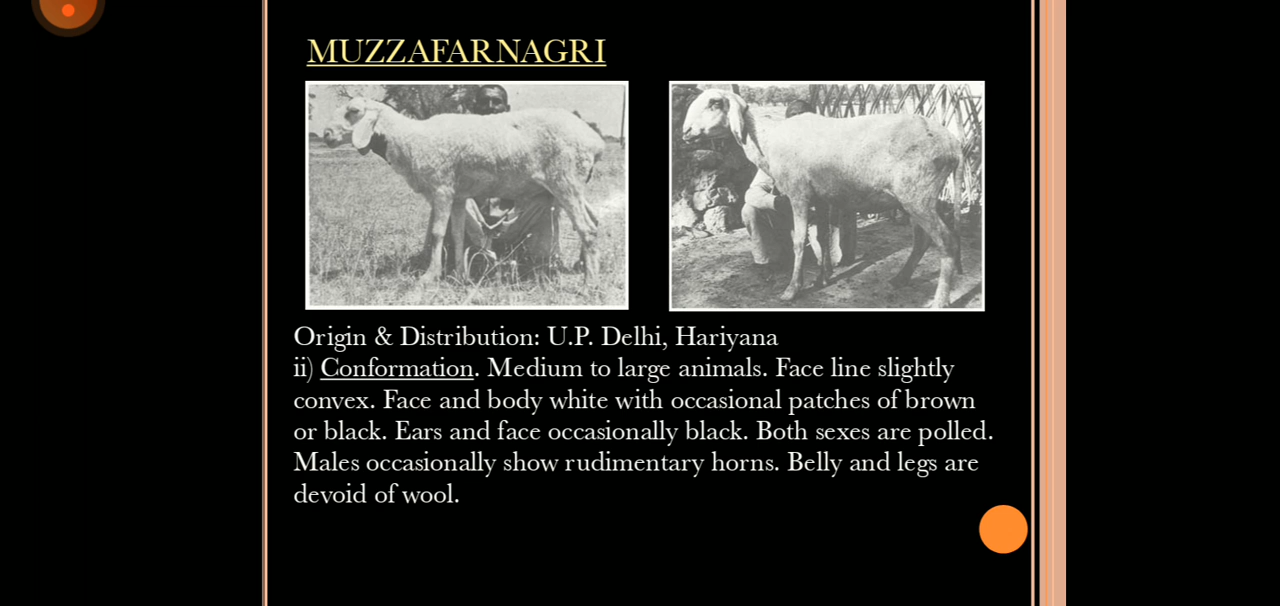 MUZZAFARNAGRI
Origin & Distribution: U.P. Delhi, Hariyana
ii) Conformation. Medium to large animals. Face line slightly
convex. Face and body white with occasional patches of brown
or black. Ears and face occasionally black. Both sexes are polled.
Males occasionally show rudimentary horns. Belly and legs are
devoid of wool.